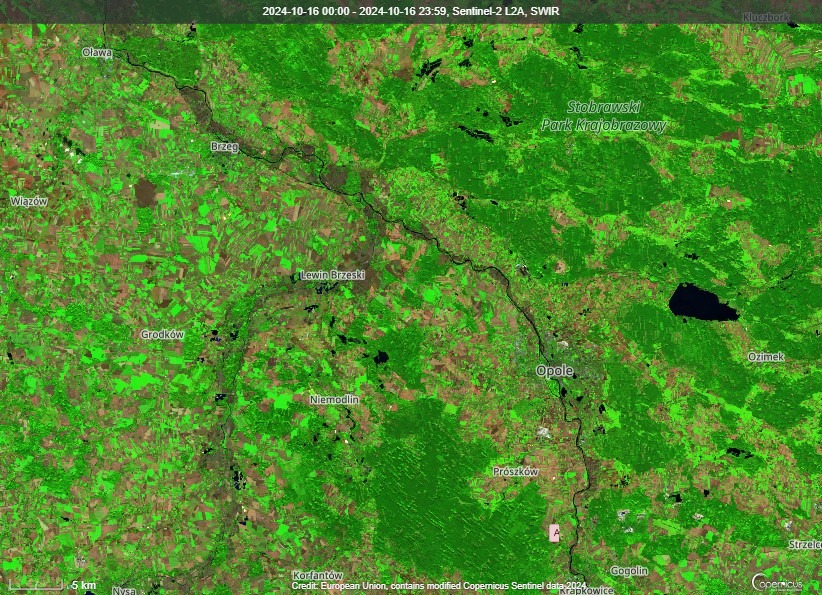 2024-10-16 00:00 - 2024-10-16 23:59, Sentinel-2 L2A, SWIR
Kluczbork
Oława
Stobrawski
Park Krajobrazowy
Brzeg
Wiązów
Lewin Brzeski
Grodków
Ozimek
Opole
Niemodlin
Prószków
A
Strzelce
Gogolin
Korfantów
5 km
Credit: European Union, contains modified Copernicus Sentinel data 2024
opernicus
Nysa
Krapkowice